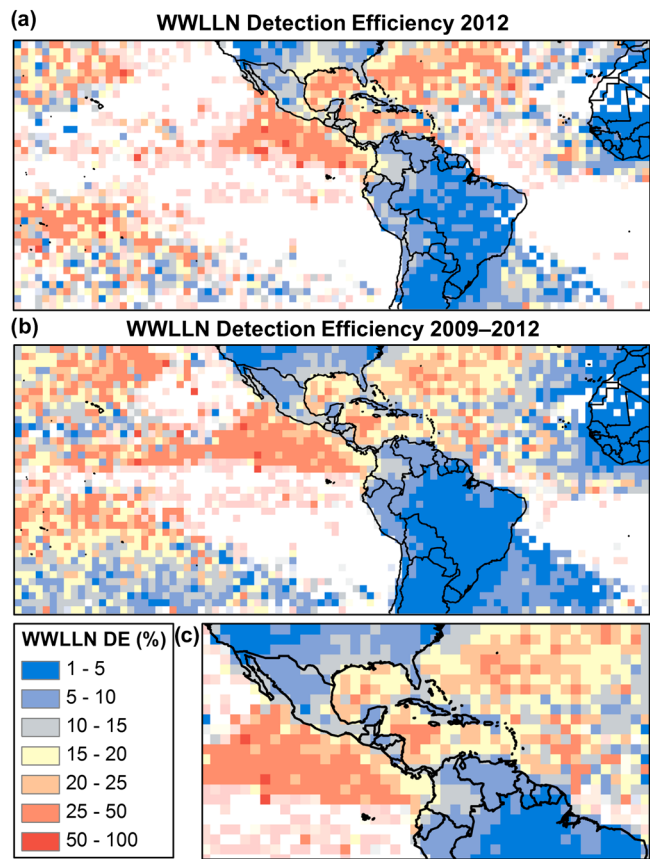 (a) WWLLN Detection Efficiency 2012
(b) WWLLN Detection Efficiency 2009–2012
WWLLN DE (%)
1 - 5
5 - 10
10 - 15
15 - 20
20 - 25
25 - 50
50 - 100
(c)